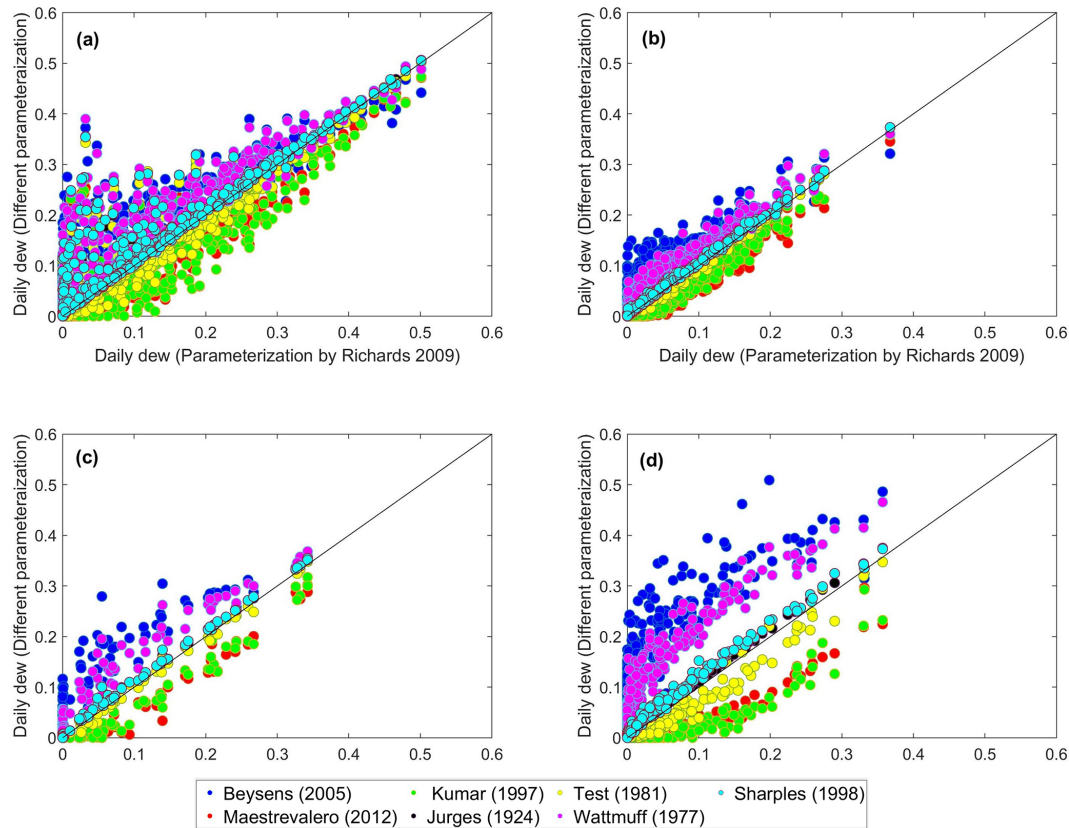 (a)
0.6
0.5
0.4
0.3
0.2
0.1
0
Daily dew (Different parameteraization)
0 0.1 0.2 0.3 0.4 0.5 0.6
Daily dew (Parameterization by Richards 2009)
(b)
0.6
0.5
0.4
0.3
0.2
0.1
0
Daily dew (Different parameteraization)
0 0.1 0.2 0.3 0.4 0.5 0.6
Daily dew (Parameterization by Richards 2009)
(c)
0.6
0.5
0.4
0.3
0.2
0.1
0
Daily dew (Different parameteraization)
0 0.1 0.2 0.3 0.4 0.5 0.6
(d)
0.6
0.5
0.4
0.3
0.2
0.1
0
Daily dew (Different parameteraization)
0 0.1 0.2 0.3 0.4 0.5 0.6
Beysens (2005) Kumar (1997) Test (1981) Sharples (1998)
Maestrevalero (2012) Jurges (1924) Wattmuff (1977)